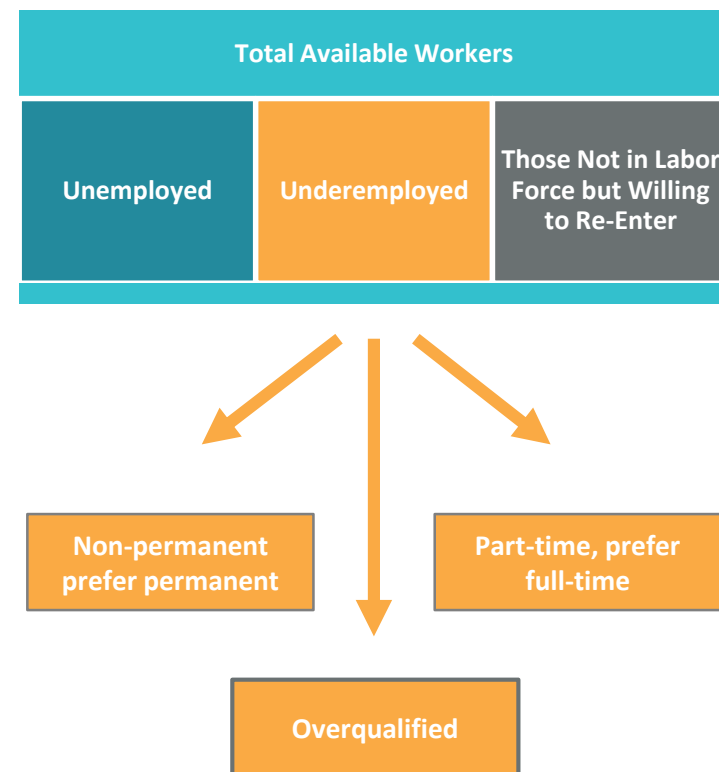 Total Available Workers
Unemployed
Underemployed
Those Not in Labor
Force but Willing
to Re-Enter
Non-permanent
prefer permanent
Part-time, prefer
full-time
Overqualified